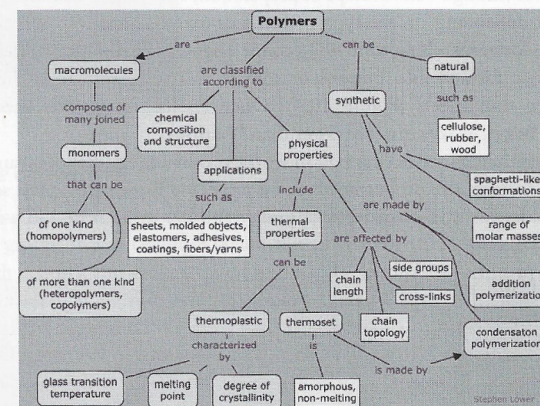 Polymers
are
can be
macromolecules
are classified
according to
natural
synthetic
such as
composed of
many joined
chemical
composition
and structure
cellulose,
rubber,
wood
monomers
physical
properties
have
applications
spaghetti-like
conformations
that can be
such as
include
are made by
of one kind
(homopolymers)
sheets, molded objects,
elastomers, adhesives,
coatings, fibers/yarns
thermal
properties
range of
molar masses
are affected by
can be
side groups
of more than one kind
(heteropolymers,
copolymers)
chain
length
cross-links
addition
polymerizatio
thermoplastic
thermoset
chain
topology
condensaton
polymerization
characterized
by
is
is made by
glass transition
temperature
melting
point
degree of
crystallinity
amorphous,
non-melting
Stephen Lower